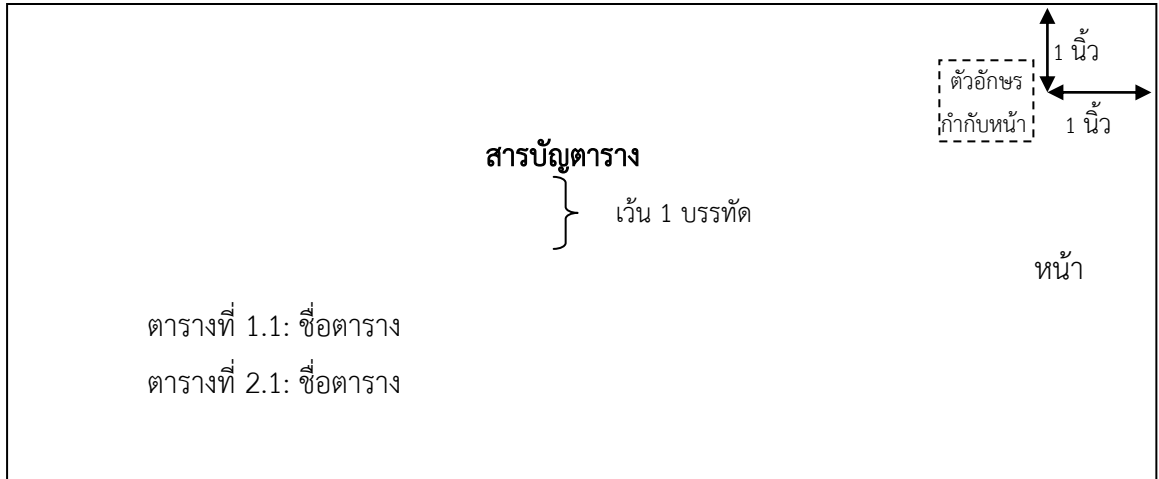 1 นิ้ว
ตัวอักษร
กำกับหน้า
1 นิ้ว
สารบัญตาราง
เว้น 1 บรรทัด
หน้า
ตารางที่ 1.1: ชื่อตาราง
ตารางที่ 2.1: ชื่อตาราง